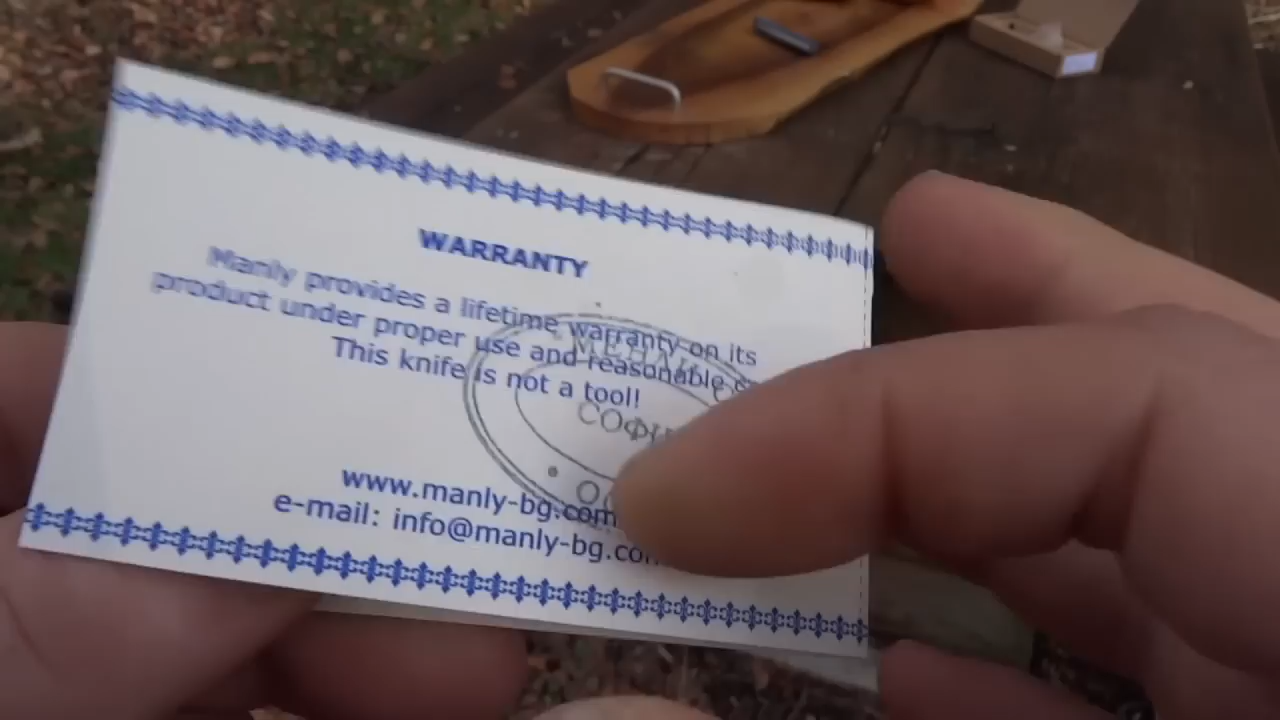 WARRANTY
Manly provides a lifetime warranty on its
product under proper use and reasonable
This knife is not a tool!
www.manly-bg.com
e-mail: info@manly-bg.com